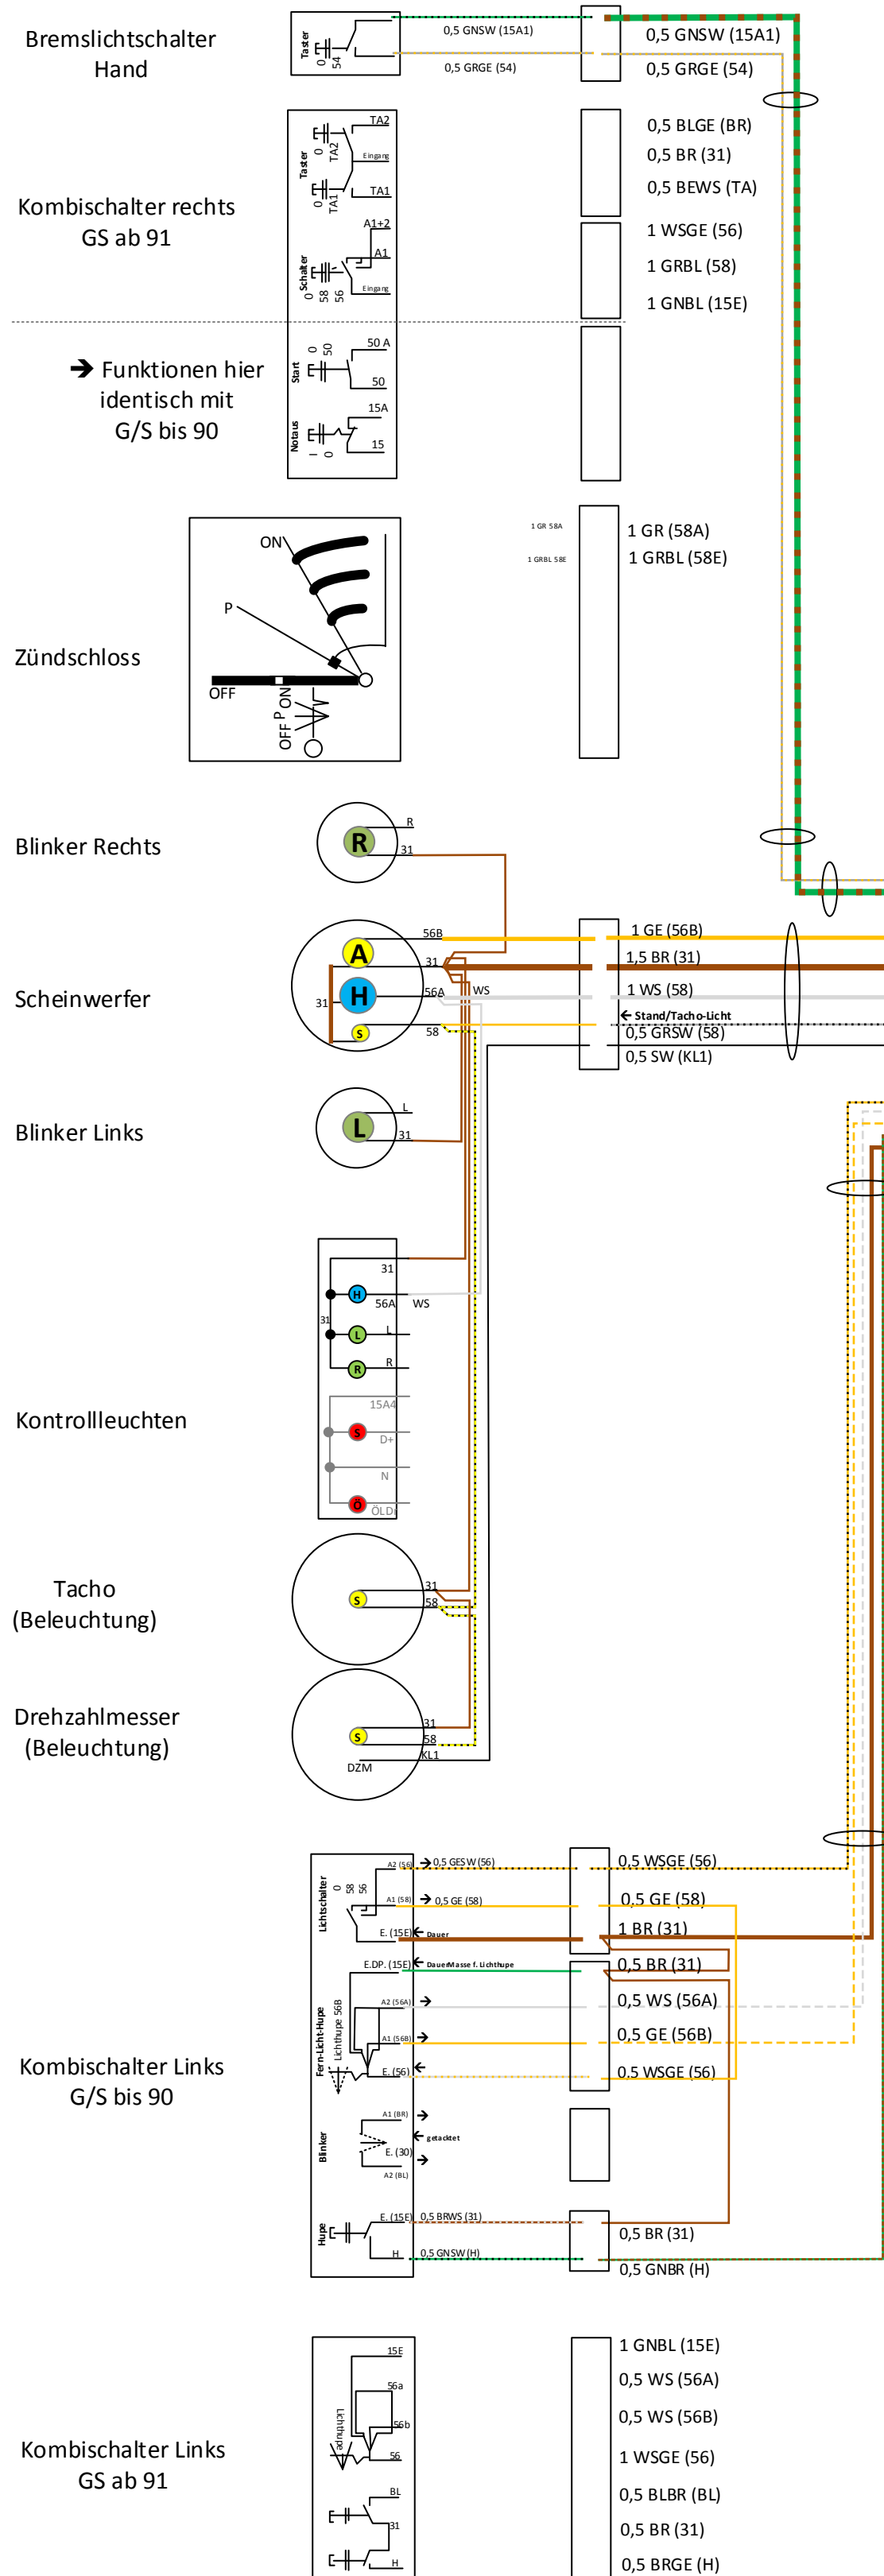 Bremslichtschalter
Hand
Taster
0
54
0,5 GNSW (15A1)
0,5 GRGE (54)
0,5 GNSW (15A1)
0,5 GRGE (54)
Kombischalter rechts
GS ab 91
Taster
0
TA2
0
TA1
TA2
Eingang
TA1
Schalter
0
58
56
A1+2
A1
Eingang
0,5 BLGE (BR)
0,5 BR (31)
0,5 BEWS (TA)
1 WSGE (56)
1 GRBL (58)
1 GNBL (15E)
➔ Funktionen hier
identisch mit
G/S bis 90
Start
0
50
50 A
50
Notaus
I
0
15A
15
Zündschloss
ON
P
OFF
OFF P ON
1 GR 58A
1 GRBL 58E
1 GR (58A)
1 GRBL (58E)
Blinker Rechts
R
R
31
Scheinwerfer
A
H
S
31
56B
31
56A
WS
58
1 GE (56B)
1,5 BR (31)
1 WS (58)
← Stand/Tacho-Licht
0,5 GRSW (58)
0,5 SW (KL1)
Blinker Links
L
L
31
Kontrollleuchten
31
31
H
56A
WS
L
L
R
R
15A4
S
D+
N
Ö
ÖLDr
Tacho
(Beleuchtung)
S
31
58
Drehzahlmesser
(Beleuchtung)
S
31
58
KL1
DZM
Kombischalter Links
G/S bis 90
Lichtschalter
0
58
56
A2 (56)
→ 0,5 GESW (56)
A1 (58)
→ 0,5 GE (58)
E. (15E)
← Dauer
E.DP. (15E)
← DauerMasse f. Lichthupe
Fern-Licht-Hupe
Lichthupe 56B
A2 (56A)
→
A1 (56B)
→
E. (56)
←
0,5 WSGE (56)
0,5 GE (58)
1 BR (31)
0,5 BR (31)
0,5 WS (56A)
0,5 GE (56B)
0.5 WSGE (56)
Blinker
A1 (BR)
→
← getacktet
E. (30)
→
A2 (BL)
Hupe
E. (15E)
0,5 BRWS (31)
H
0,5 GNSW (H)
0,5 BR (31)
0,5 GNBR (H)
Kombischalter Links
GS ab 91
15E
56a
56b
Lichthupe
56
BL
31
H
1 GNBL (15E)
0,5 WS (56A)
0,5 WS (56B)
1 WSGE (56)
0,5 BLBR (BL)
0,5 BR (31)
0,5 BRGE (H)